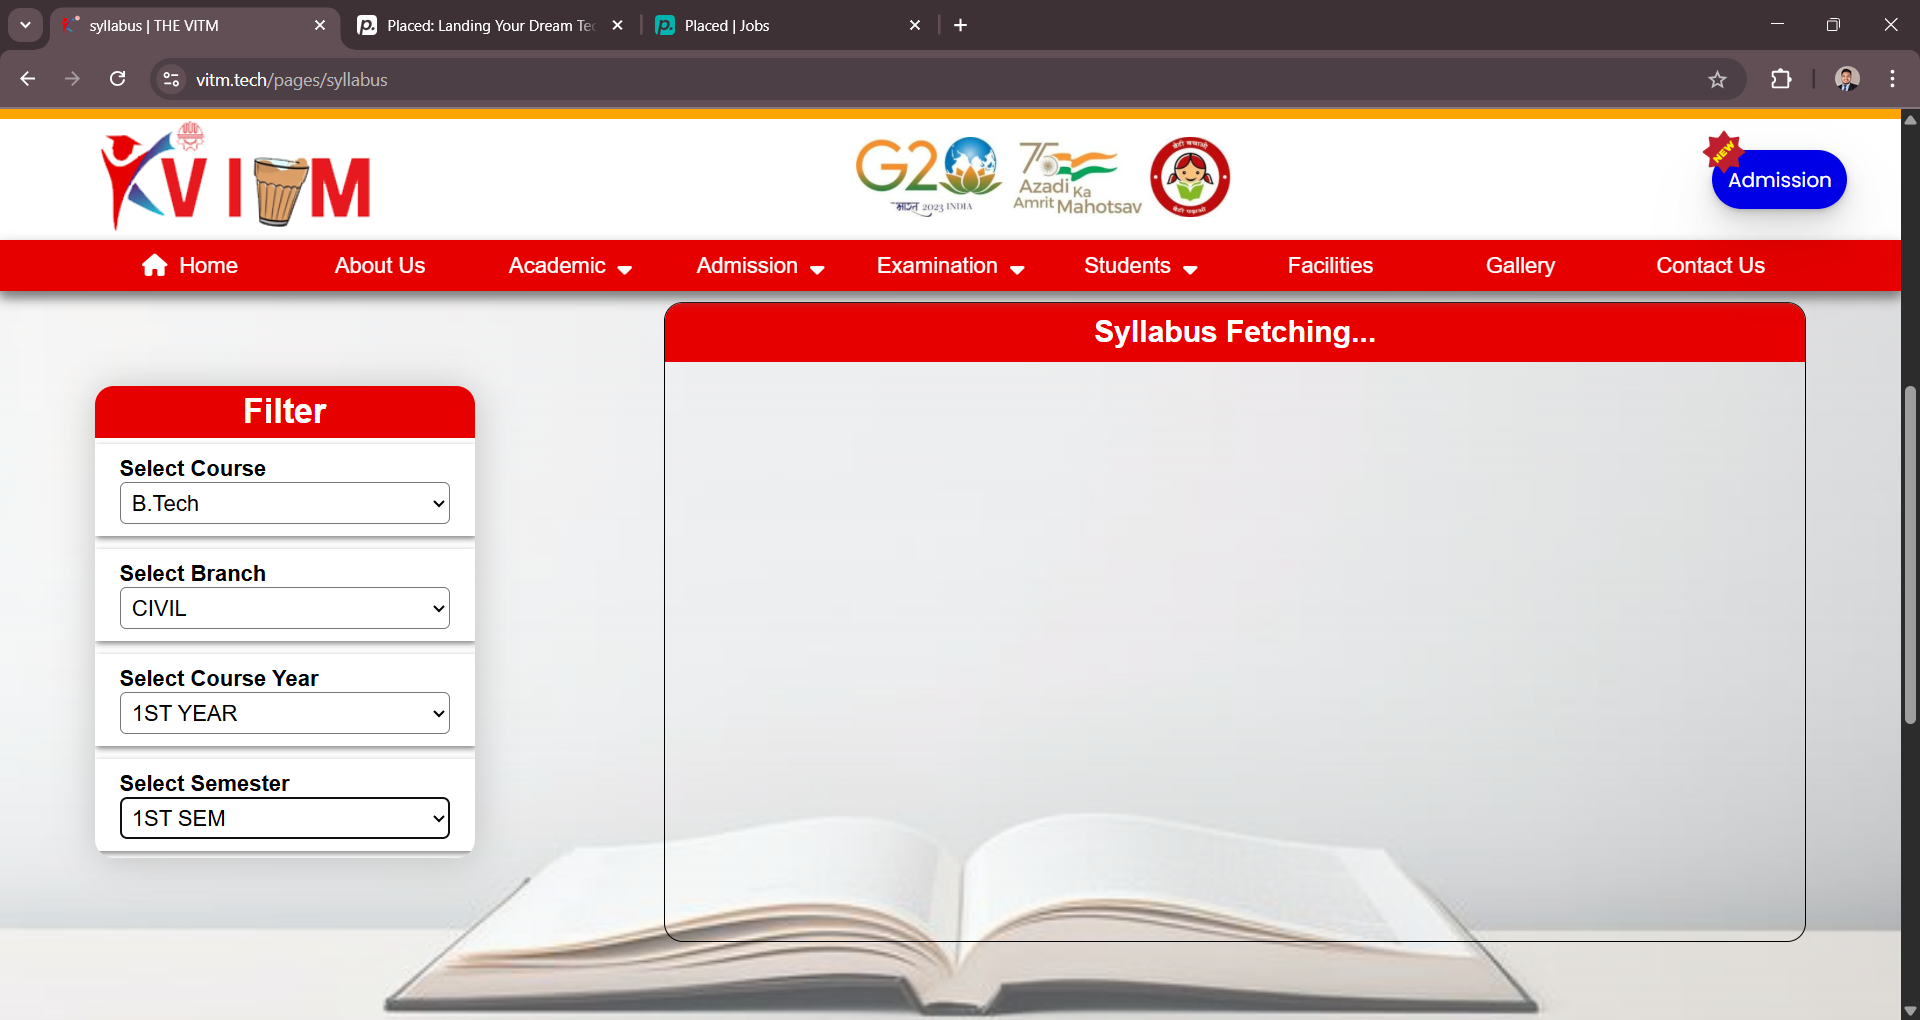 syllabus | THE VITM
Placed: Landing Your Dream Tec
Placed | Jobs
vitm.tech/pages/syllabus
VITM
G20
भारत 2023 INDIA
75
Azadi Ka
Amrit Mahotsav
बेटी बचाओ
बेटी पढ़ाओ
NEW
Admission
Home
About Us
Academic
Admission
Examination
Students
Facilities
Gallery
Contact Us
Syllabus Fetching...
Filter
Select Course
B.Tech
Select Branch
CIVIL
Select Course Year
1ST YEAR
Select Semester
1ST SEM